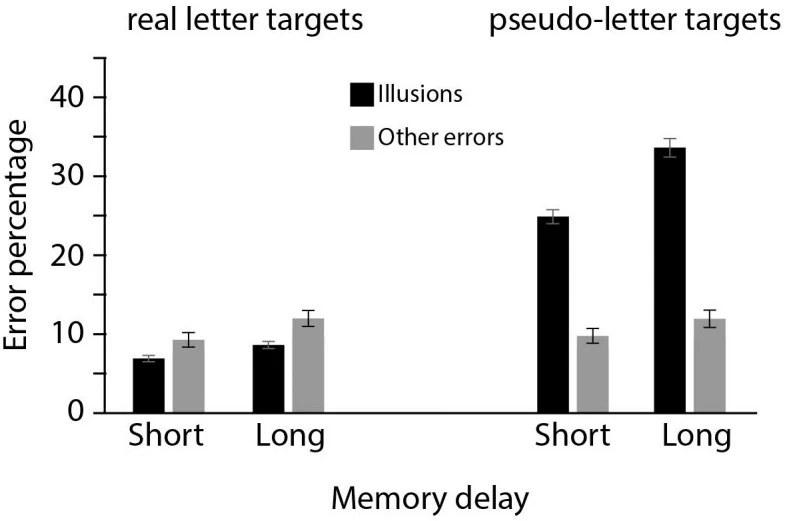 real letter targets
pseudo-letter targets
Illusions
Other errors
Error percentage
40
30
20
10
0
Short
Long
Short
Long
Memory delay